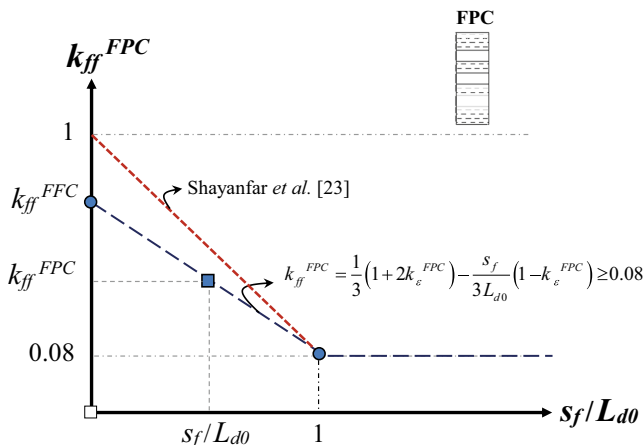 FPC
k_ff^FPC
1
Shayanfar et al. [23]
k_ff^FFC
k_ff^FPC = 1/3 (1+2k_ε^FPC) − s_f/3L_d0 (1−k_ε^FPC) ≥0.08
k_ff^FPC
0.08
s_f/L_d0
1
s_f/L_d0